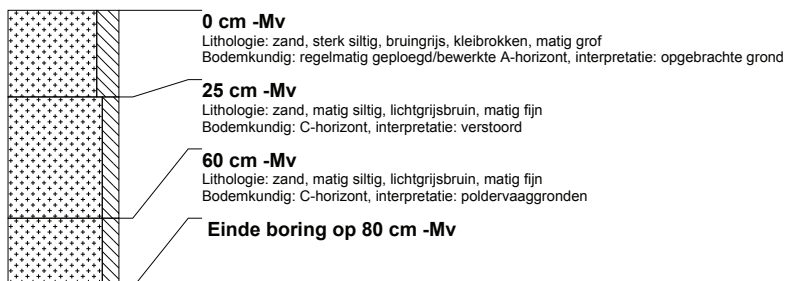 0 cm -Mv
Lithologie: zand, sterk siltig, bruingrijs, kleibrokken, matig grof
Bodemkundig: regelmatig geploegd/bewerkte A-horizont, interpretatie: opgebrachte grond
25 cm -Mv
Lithologie: zand, matig siltig, lichtgrijsbruin, matig fijn
Bodemkundig: C-horizont, interpretatie: verstoord
60 cm -Mv
Lithologie: zand, matig siltig, lichtgrijsbruin, matig fijn
Bodemkundig: C-horizont, interpretatie: poldervaaggronden
Einde boring op 80 cm -Mv